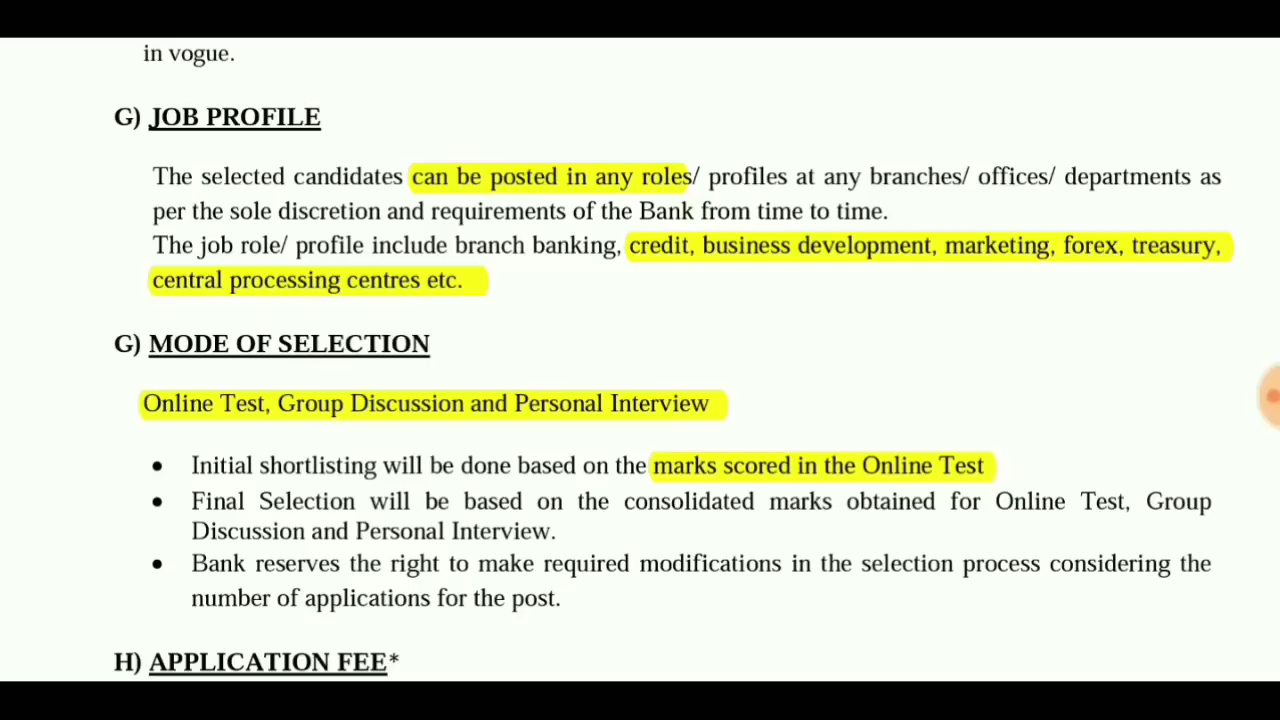 in vogue.
G) JOB PROFILE
The selected candidates can be posted in any roles/ profiles at any branches/ offices/ departments as
per the sole discretion and requirements of the Bank from time to time.
The job role/ profile include branch banking, credit, business development, marketing, forex, treasury,
central processing centres etc.
G) MODE OF SELECTION
Online Test, Group Discussion and Personal Interview
• Initial shortlisting will be done based on the marks scored in the Online Test
• Final Selection will be based on the consolidated marks obtained for Online Test, Group
Discussion and Personal Interview.
• Bank reserves the right to make required modifications in the selection process considering the
number of applications for the post.
H) APPLICATION FEE*